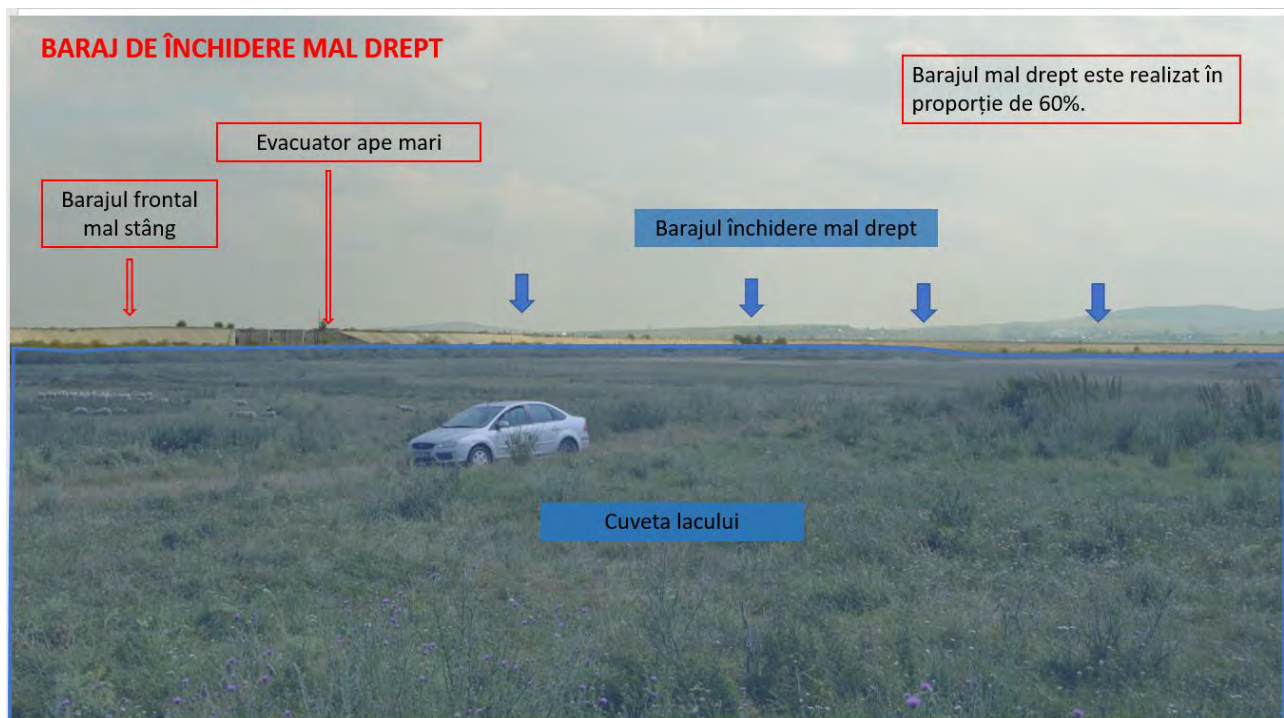 BARAJ DE ÎNCHIDERE MAL DREPT
Barajul mal drept este realizat în
proporție de 60%.
Evacuator ape mari
Barajul frontal
mal stâng
Barajul închidere mal drept
Cuveta lacului